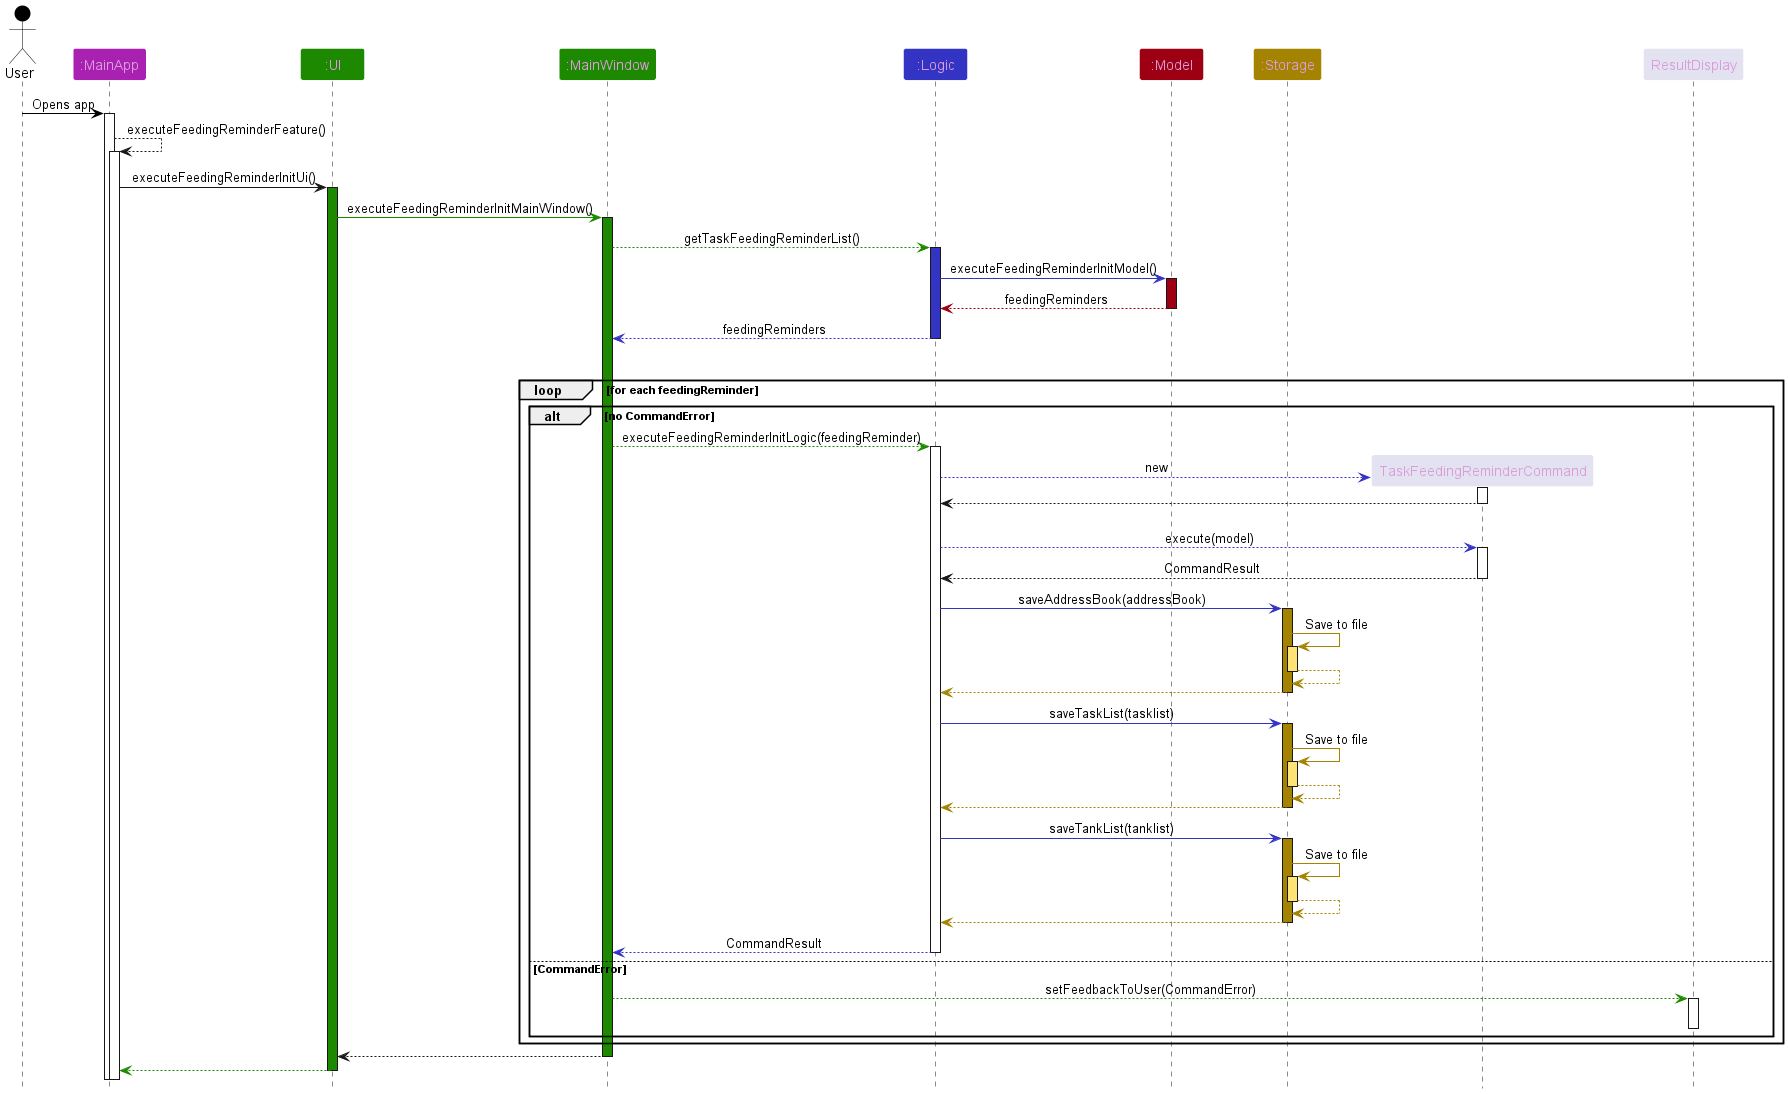 User
:MainApp
:UI
:MainWindow
:Logic
:Model
:Storage
ResultDisplay
Opens app
executeFeedingReminderFeature()
executeFeedingReminderInitUi()
executeFeedingReminderInitMainWindow()
getTaskFeedingReminderList()
executeFeedingReminderInitModel()
feedingReminders
feedingReminders
loop
[for each feedingReminder]
alt
[no CommandError]
executeFeedingReminderInitLogic(feedingReminder)
new
TaskFeedingReminderCommand
execute(model)
CommandResult
saveAddressBook(addressBook)
Save to file
saveTaskList(tasklist)
Save to file
saveTankList(tanklist)
Save to file
CommandResult
[CommandError]
setFeedbackToUser(CommandError)